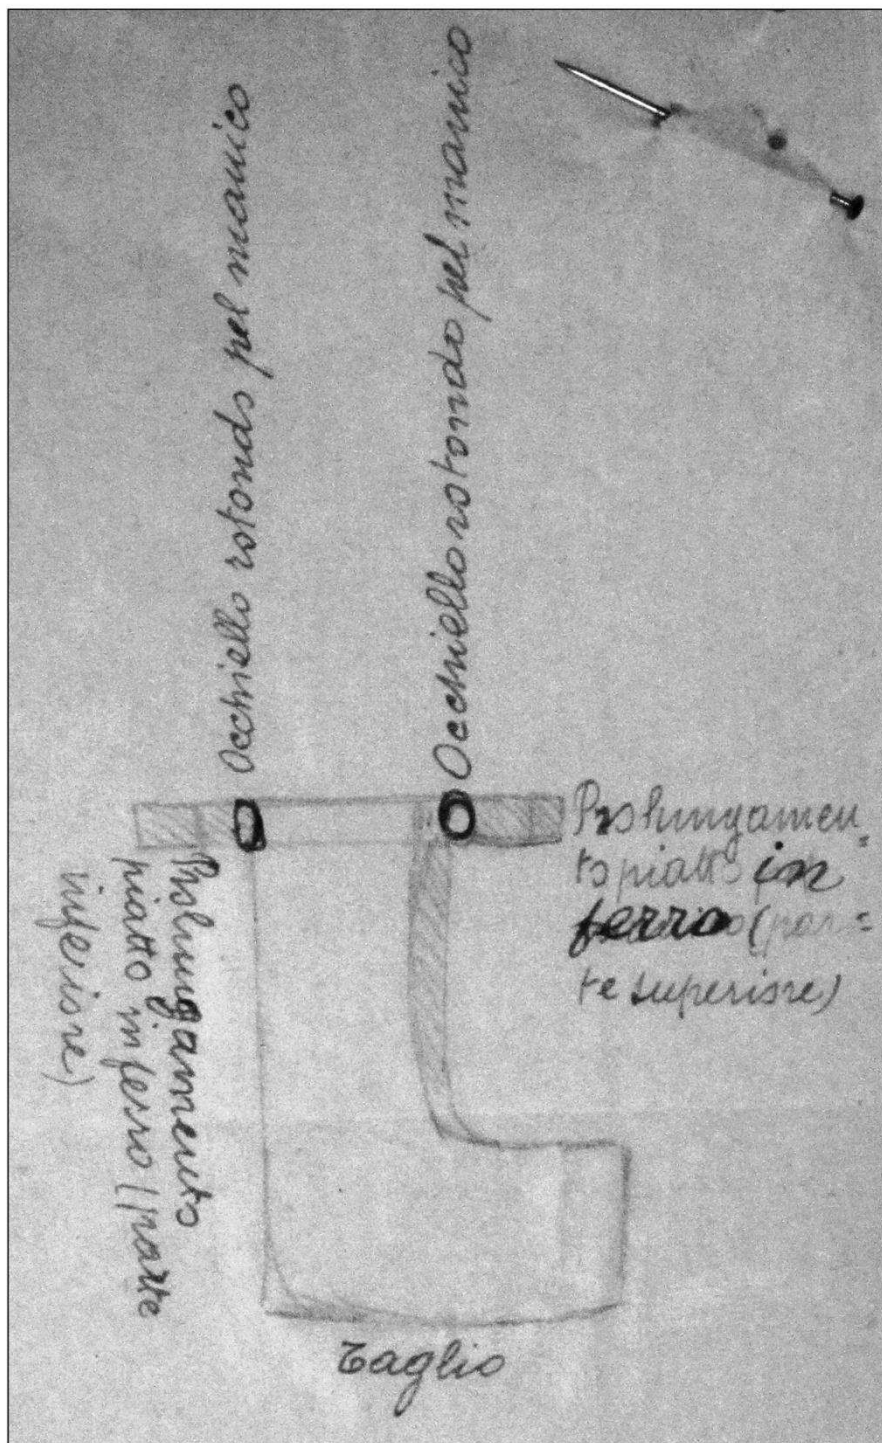 Occhiello rotondo pel manico
Occhiello rotondo pel manico
Prolungamen=
to piatto in
ferro (par=
te superiore)
Prolungamento
piatto in ferro (parte
inferiore)
Taglio